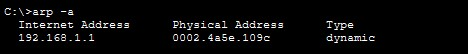 C:\>arp -a
Internet Address Physical Address Type
192.168.1.1 0002.4a5e.109c dynamic